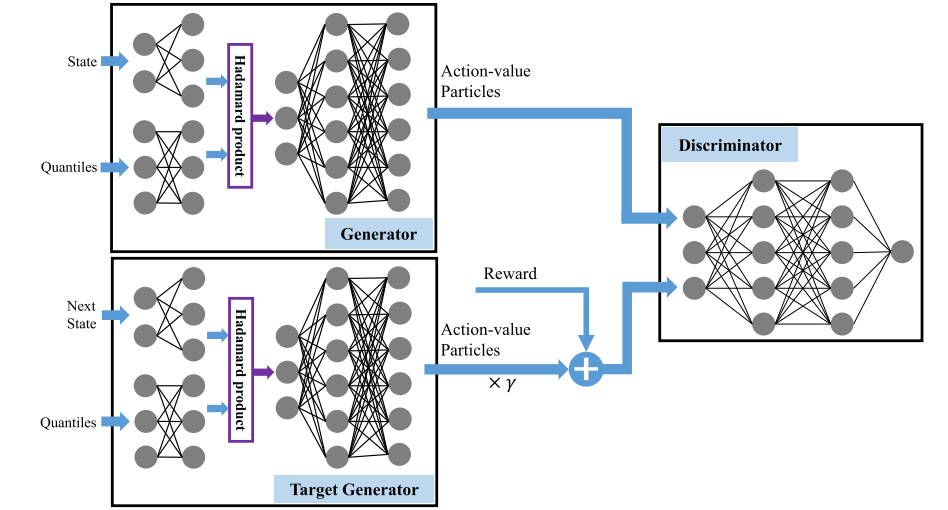 State
Quantiles
Hadamard product
Generator
Action-value
Particles
Discriminator
Next
State
Quantiles
Hadamard product
Target Generator
Reward
Action-value
Particles
× γ
+